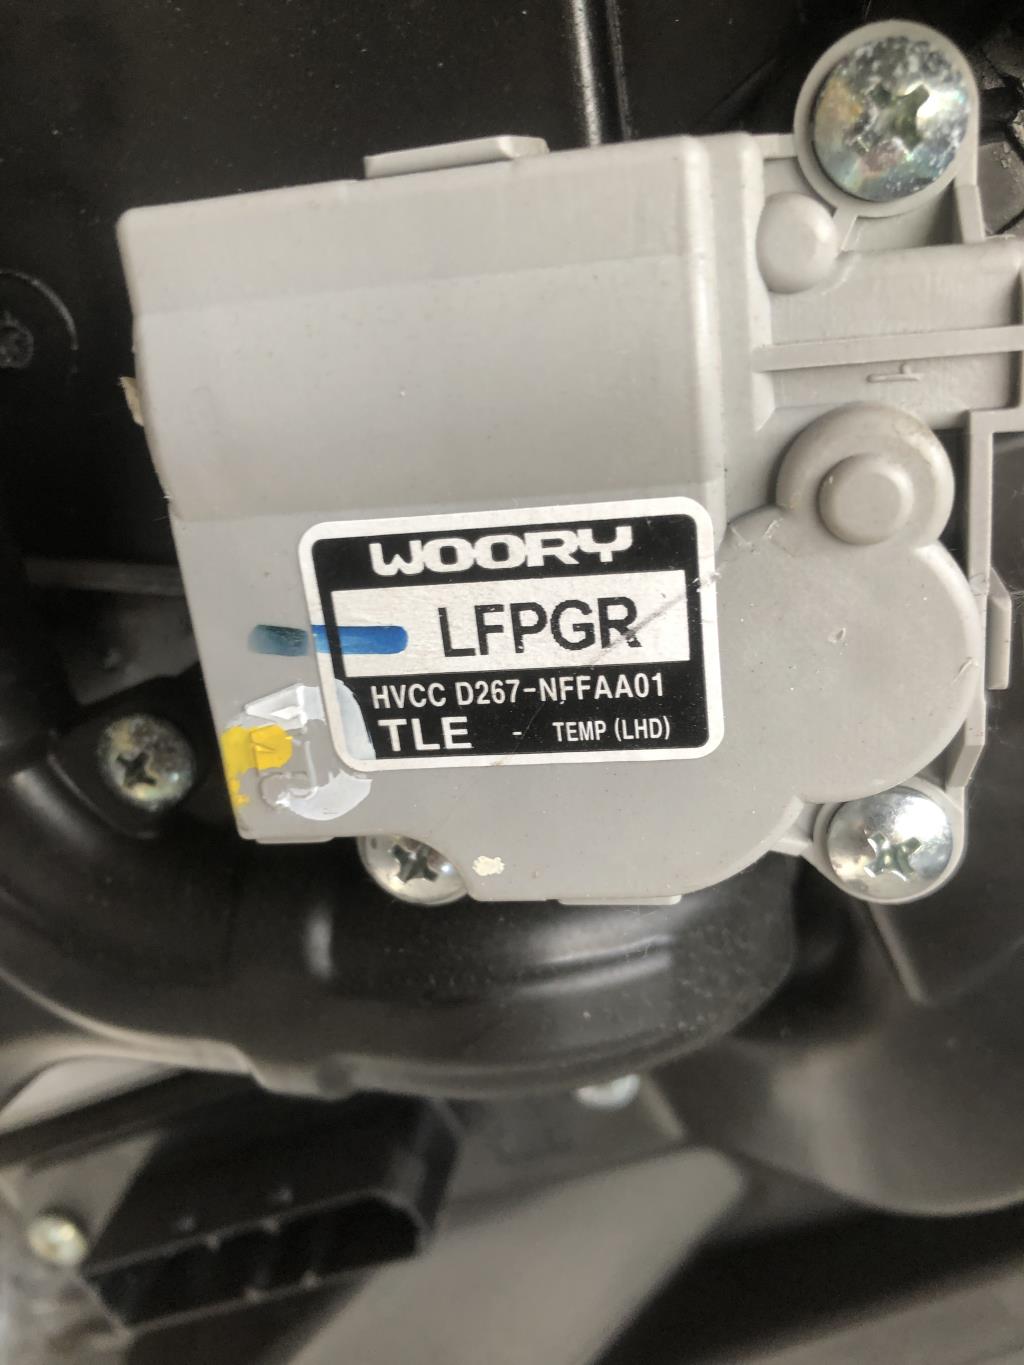 WOORY
LFPGR
HVCC D267-NFFAA01
TLE - TEMP (LHD)